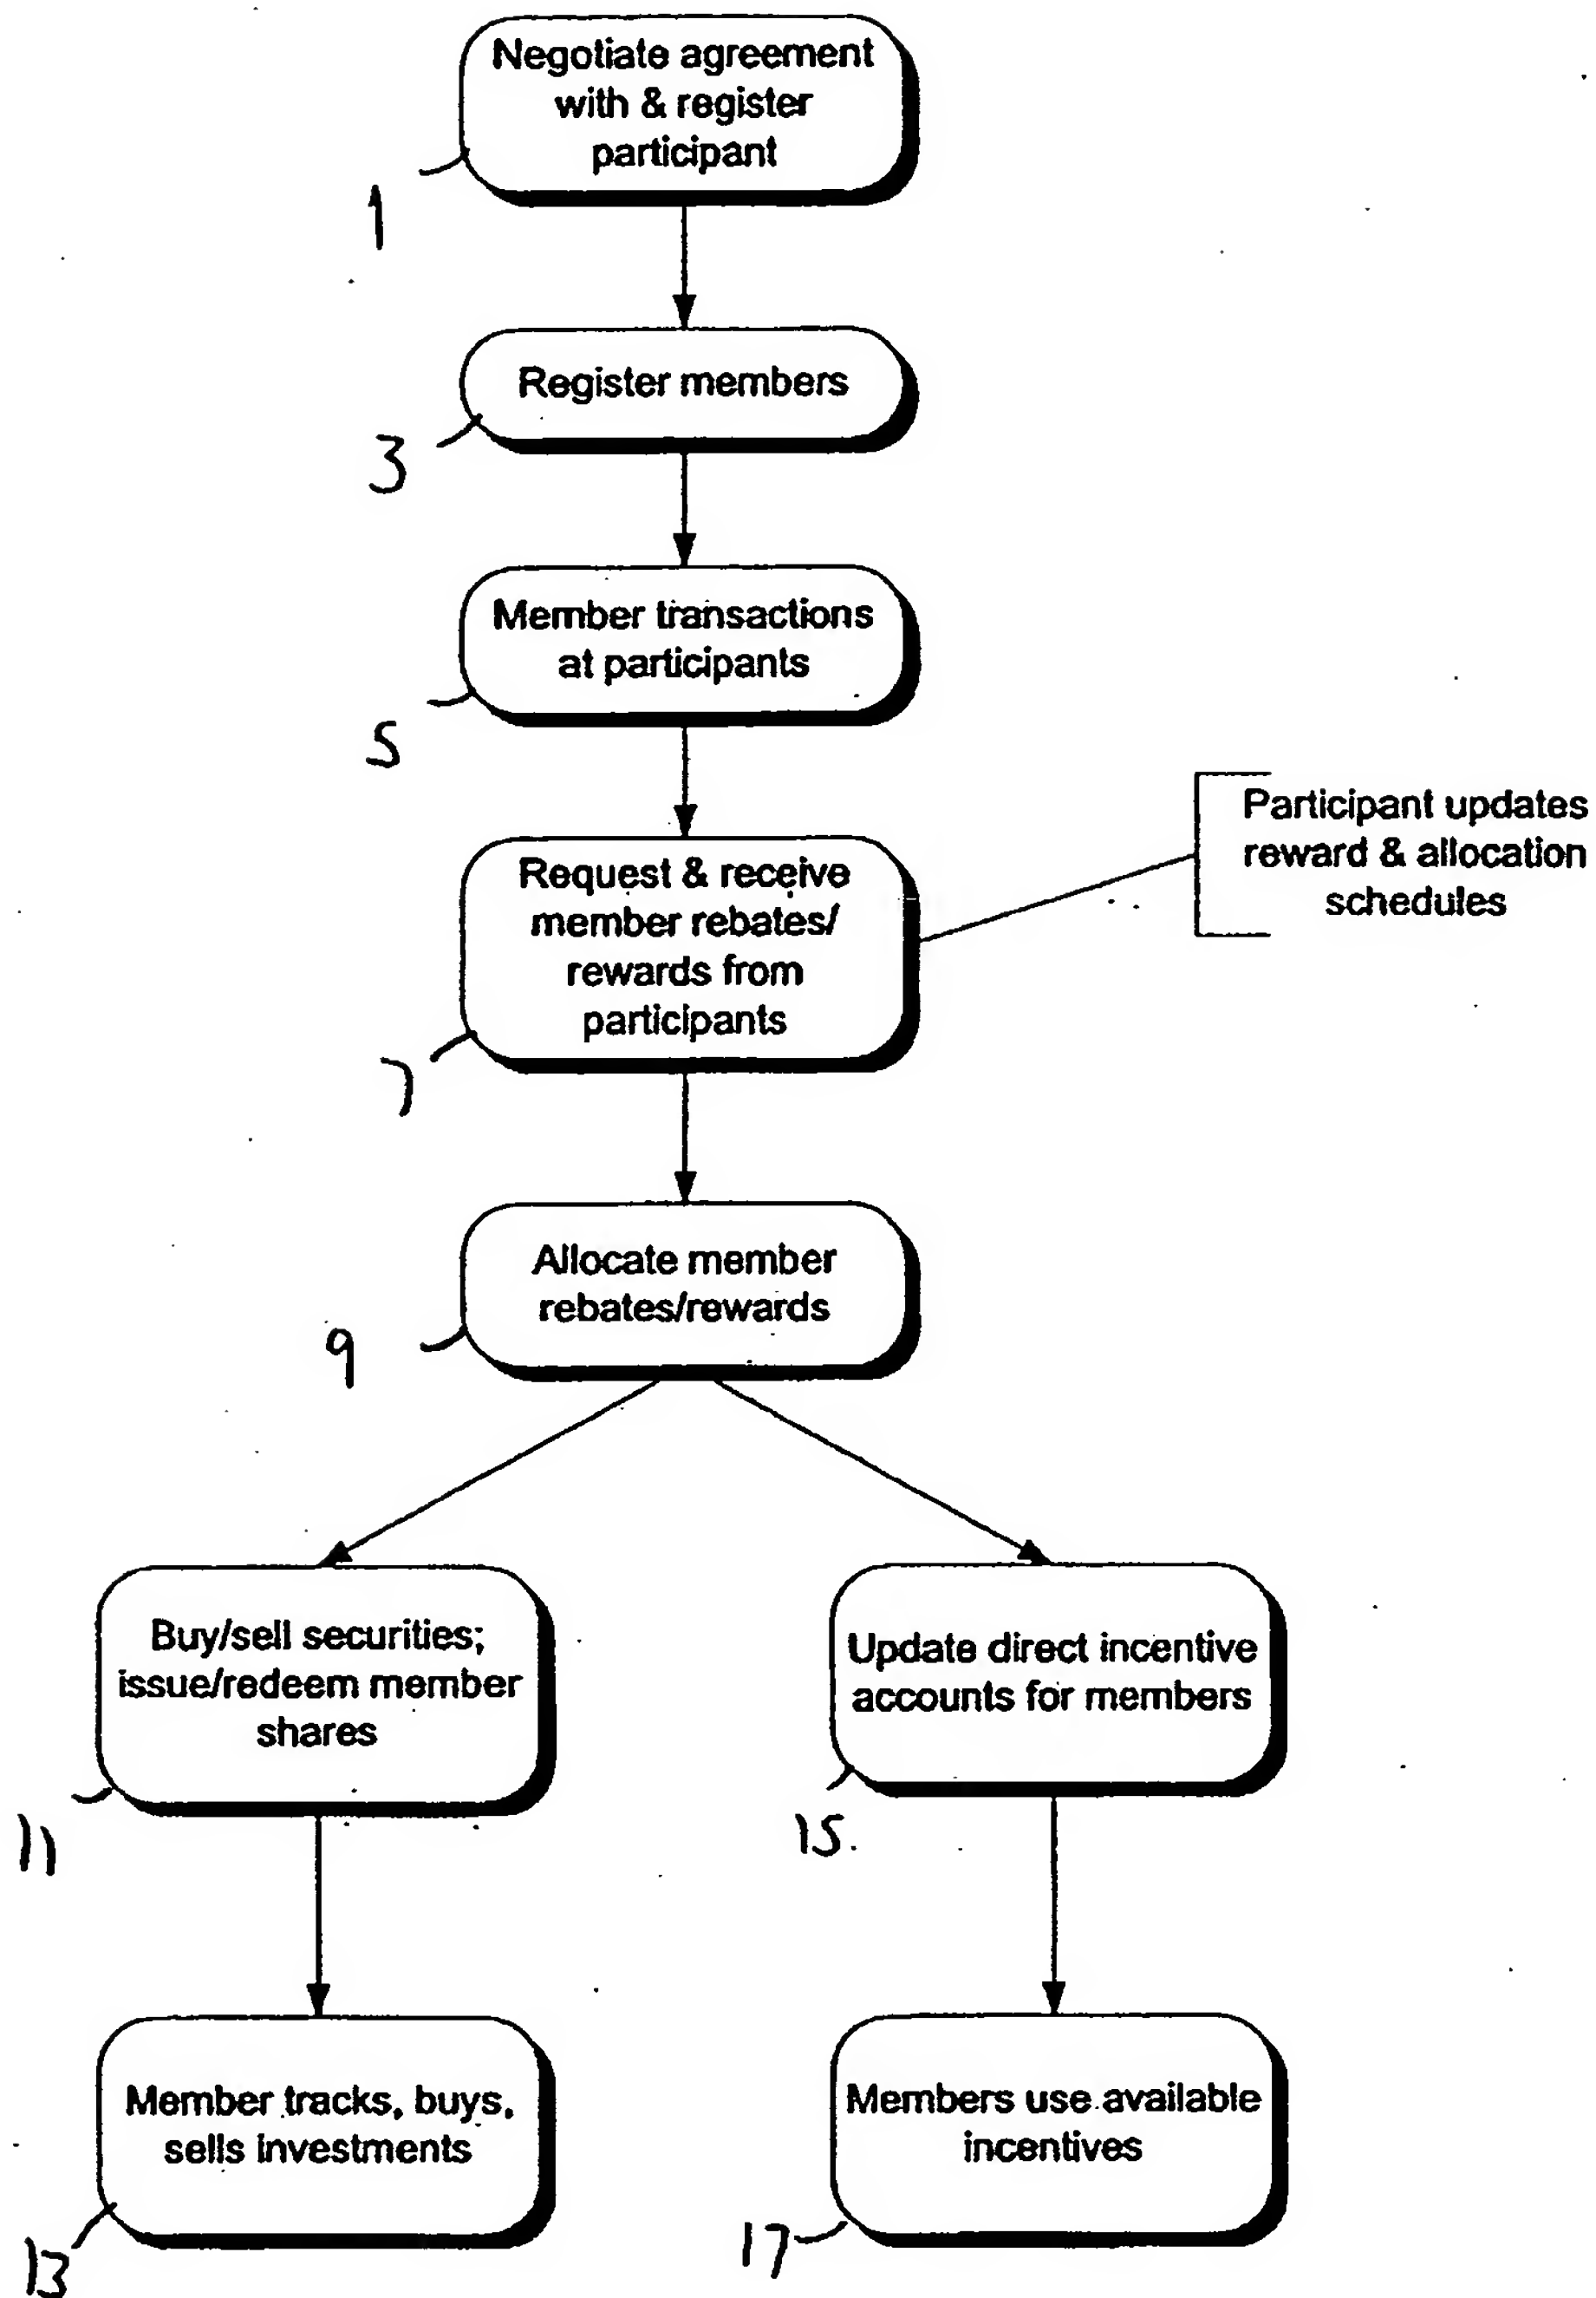 Negotiate agreement
with & register
participant
1
Register members
3
Member transactions
at participants
5
Participant updates
reward & allocation
schedules
Request & receive
member rebates/
rewards from
participants
7
Allocate member
rebates/rewards
9
Buy/sell securities;
issue/redeem member
shares
11
Update direct incentive
accounts for members
15
Member tracks, buys,
sells investments
13
Members use available
incentives
17